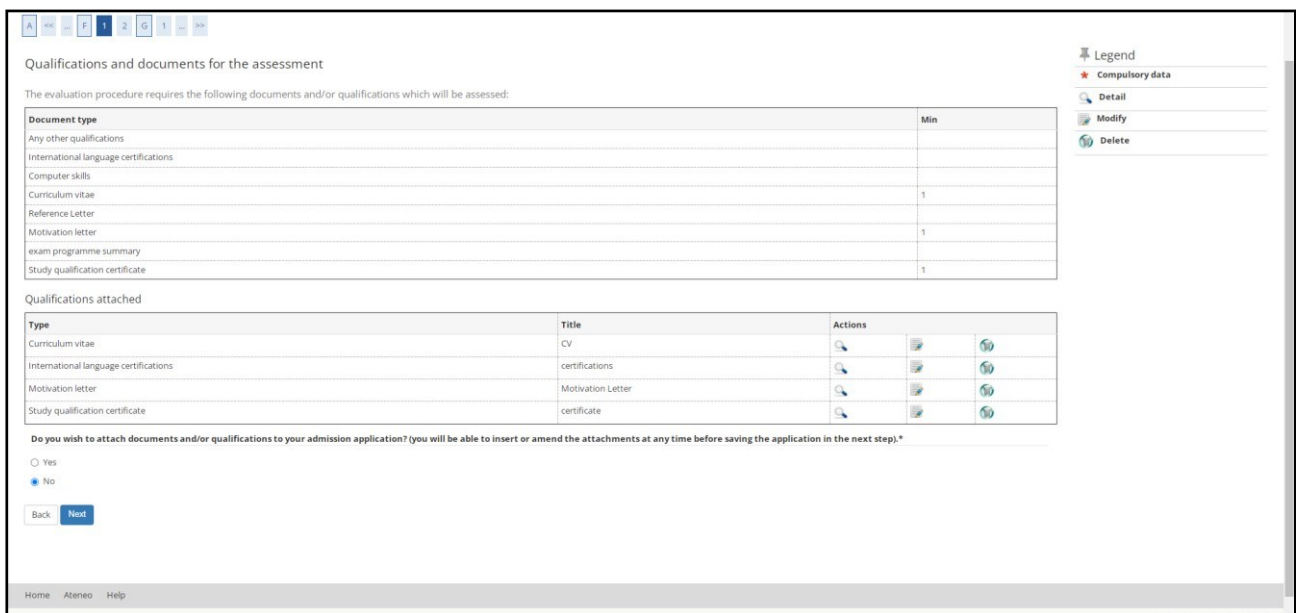 A << ... F 1 2 G 1 ... >>
Qualifications and documents for the assessment
The evaluation procedure requires the following documents and/or qualifications which will be assessed:
Document type Min
Any other qualifications
International language certifications
Computer skills
Curriculum vitae 1
Reference Letter
Motivation letter 1
exam programme summary
Study qualification certificate 1
Qualifications attached
Type Title Actions
Curriculum vitae CV
International language certifications certifications
Motivation letter Motivation Letter
Study qualification certificate certificate
Do you wish to attach documents and/or qualifications to your admission application? (you will be able to insert or amend the attachments at any time before saving the application in the next step).*
Yes
No
Back Next
Legend
Compulsory data
Detail
Modify
Delete
Home Ateneo Help